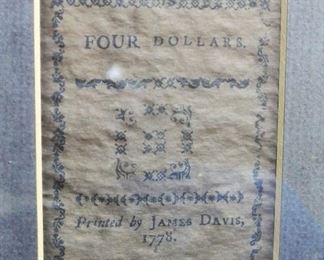 FOUR DOLLARS.
Printed by JAMES DAVIS,
1778.